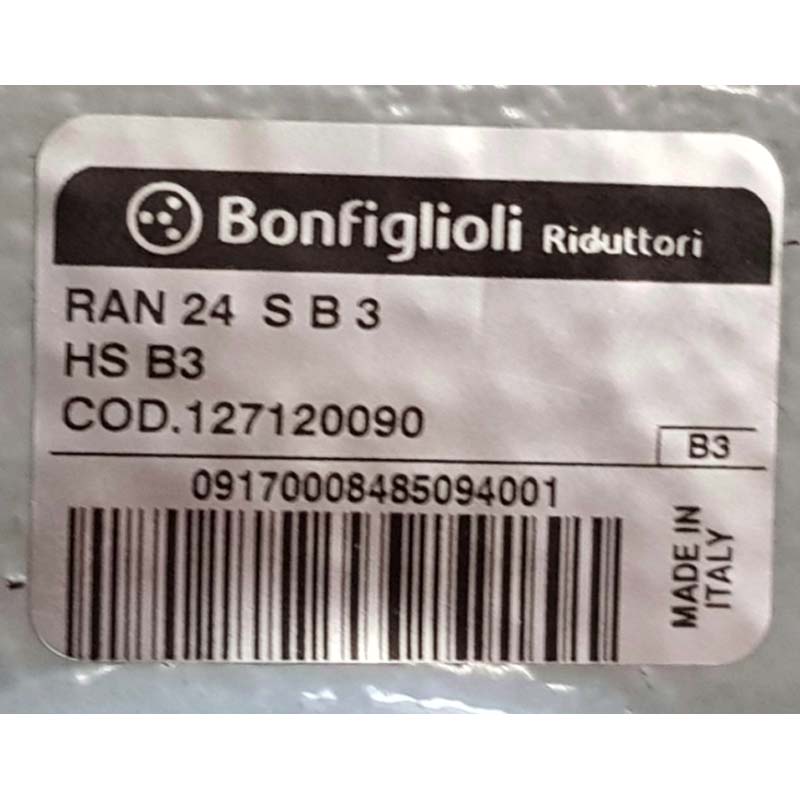 Bonfiglioli Riduttori
RAN 24 S B 3
HS B3
COD.127120090
B3
09170008485094001
MADE IN
ITALY